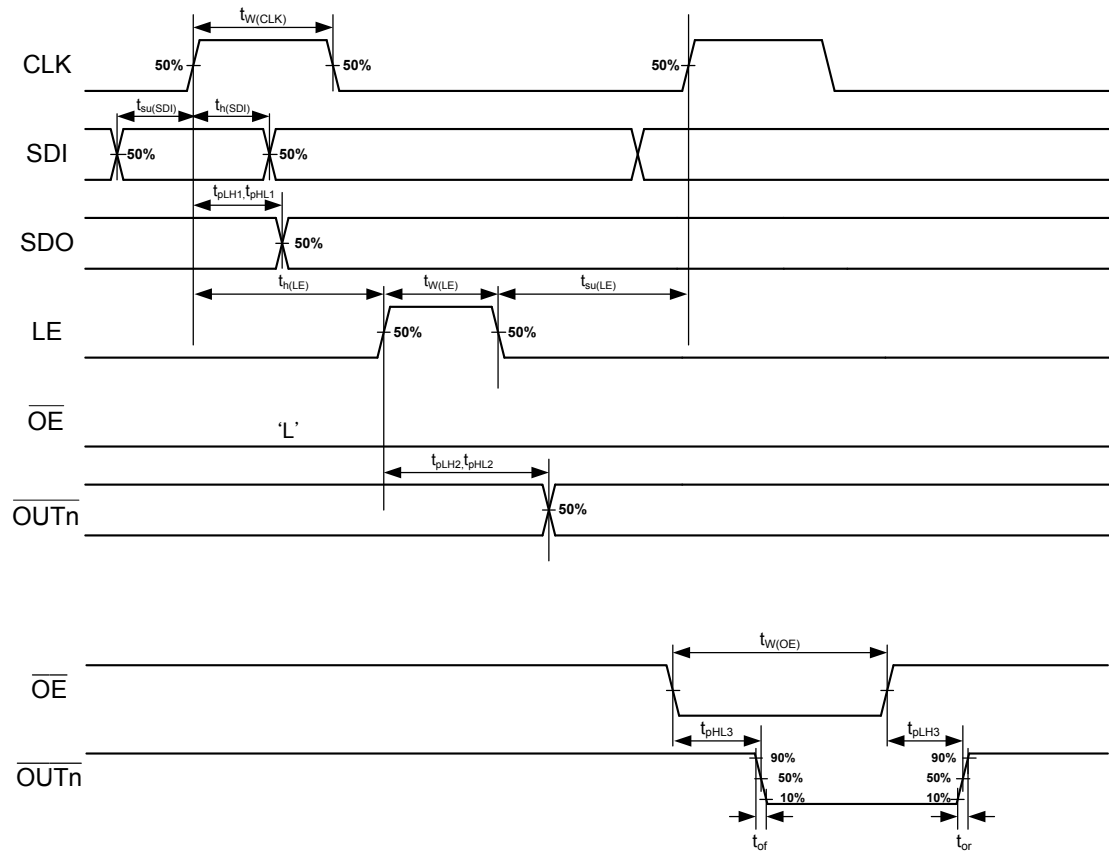 tW(CLK)
CLK
50%
50%
50%
tsu(SDI)
th(SDI)
SDI
50%
50%
tpLH1,tpHL1
SDO
50%
th(LE)
tW(LE)
tsu(LE)
LE
50%
50%
OE
‘L’
tpLH2,tpHL2
OUTn
50%
tW(OE)
OE
tpHL3
tpLH3
OUTn
90%
90%
50%
50%
10%
10%
tof
tor